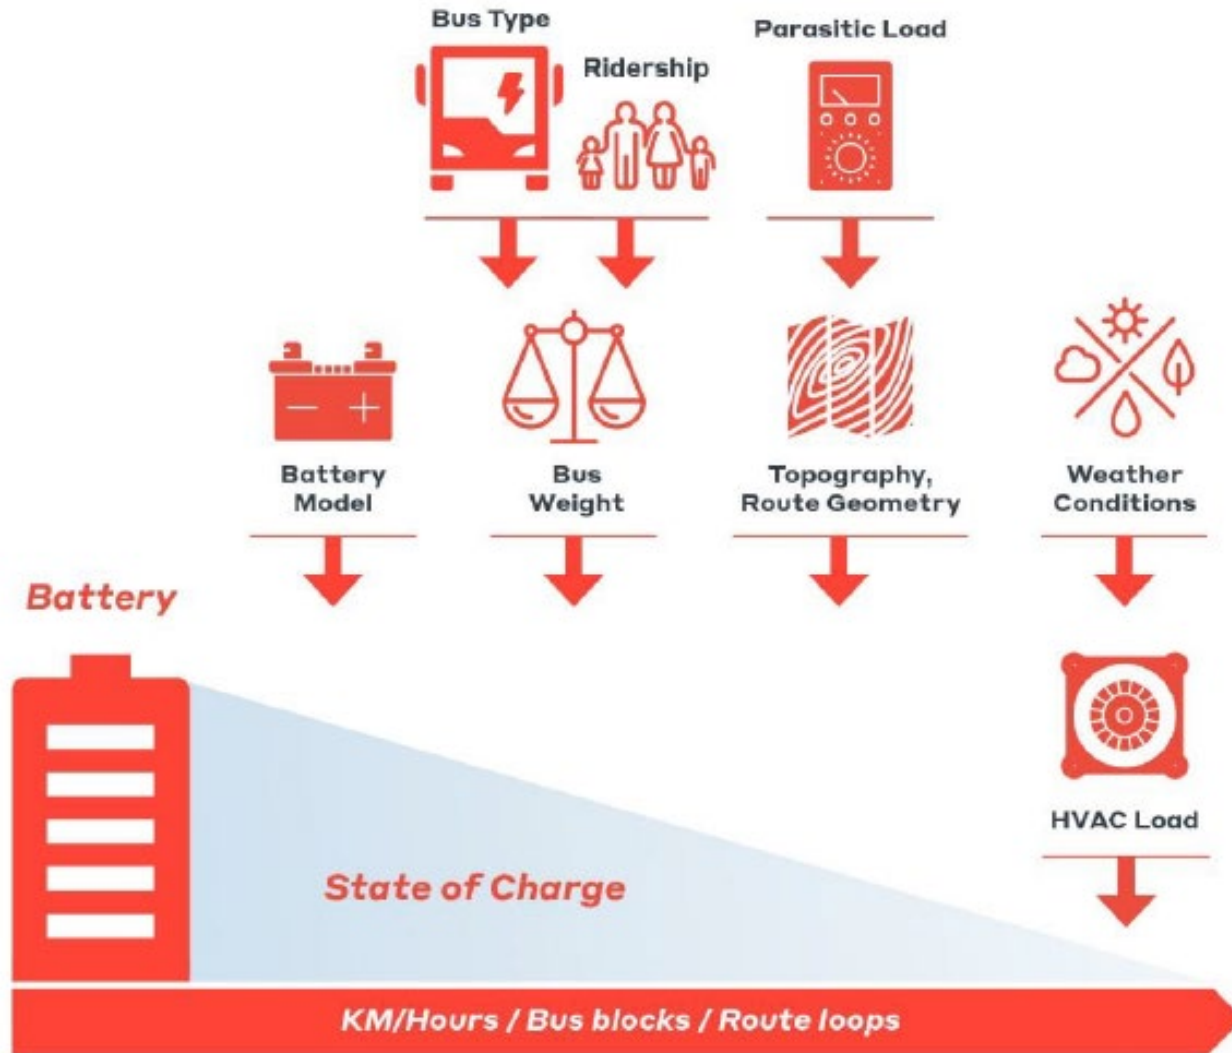 Bus Type
Ridership
Parasitic Load
Battery
Model
Bus
Weight
Topography,
Route Geometry
Weather
Conditions
Battery
HVAC Load
State of Charge
KM/Hours / Bus blocks / Route loops